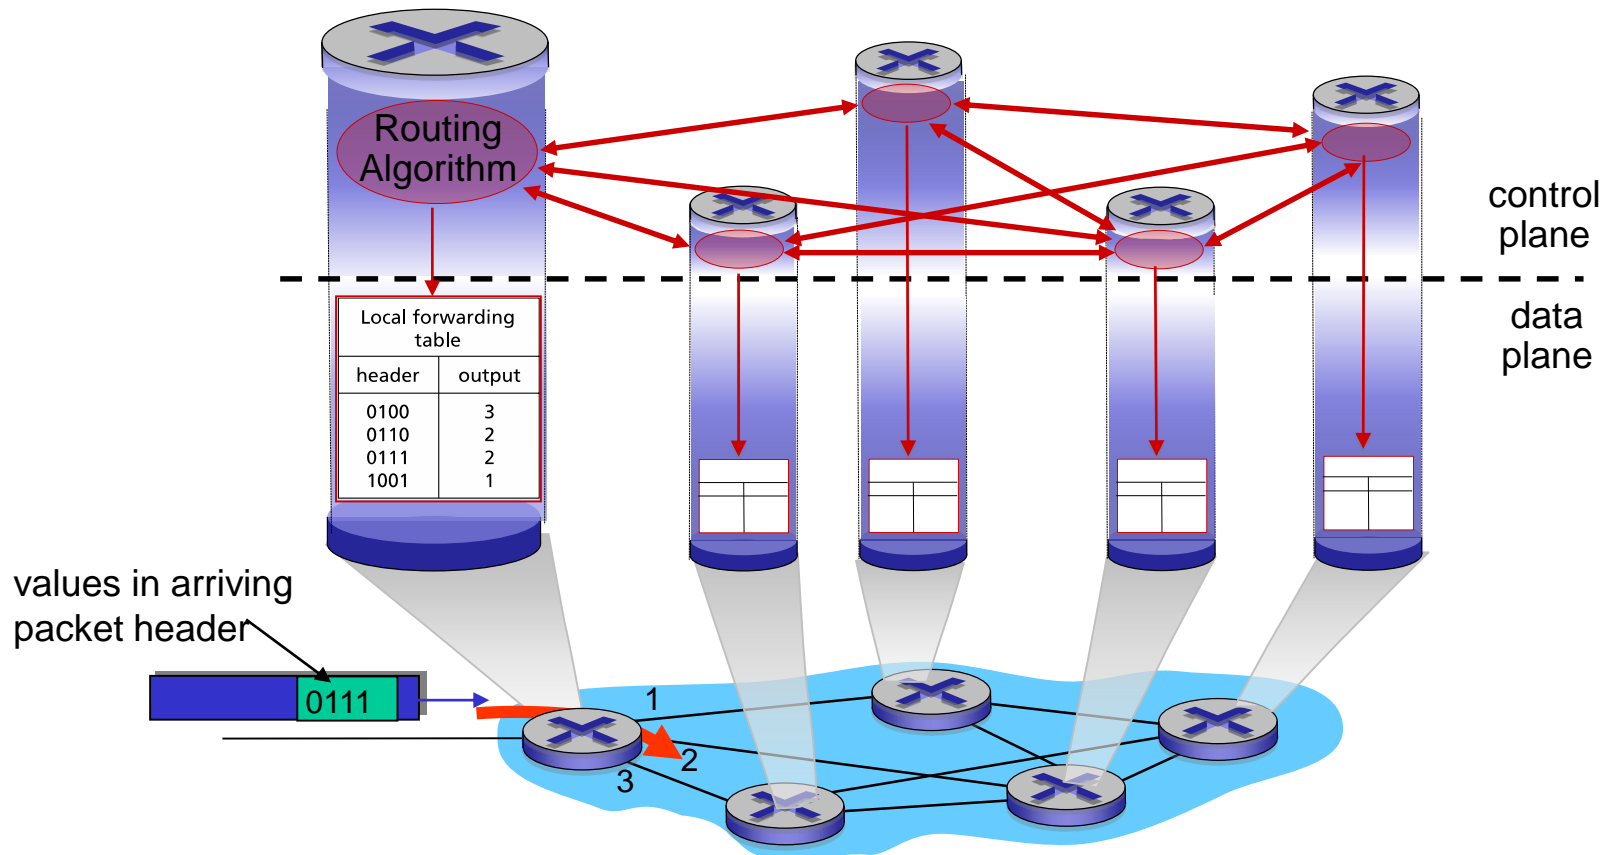 Routing
Algorithm
control
plane
data
plane
Local forwarding
table
header output
0100 3
0110 2
0111 2
1001 1
values in arriving
packet header
0111
1
2
3